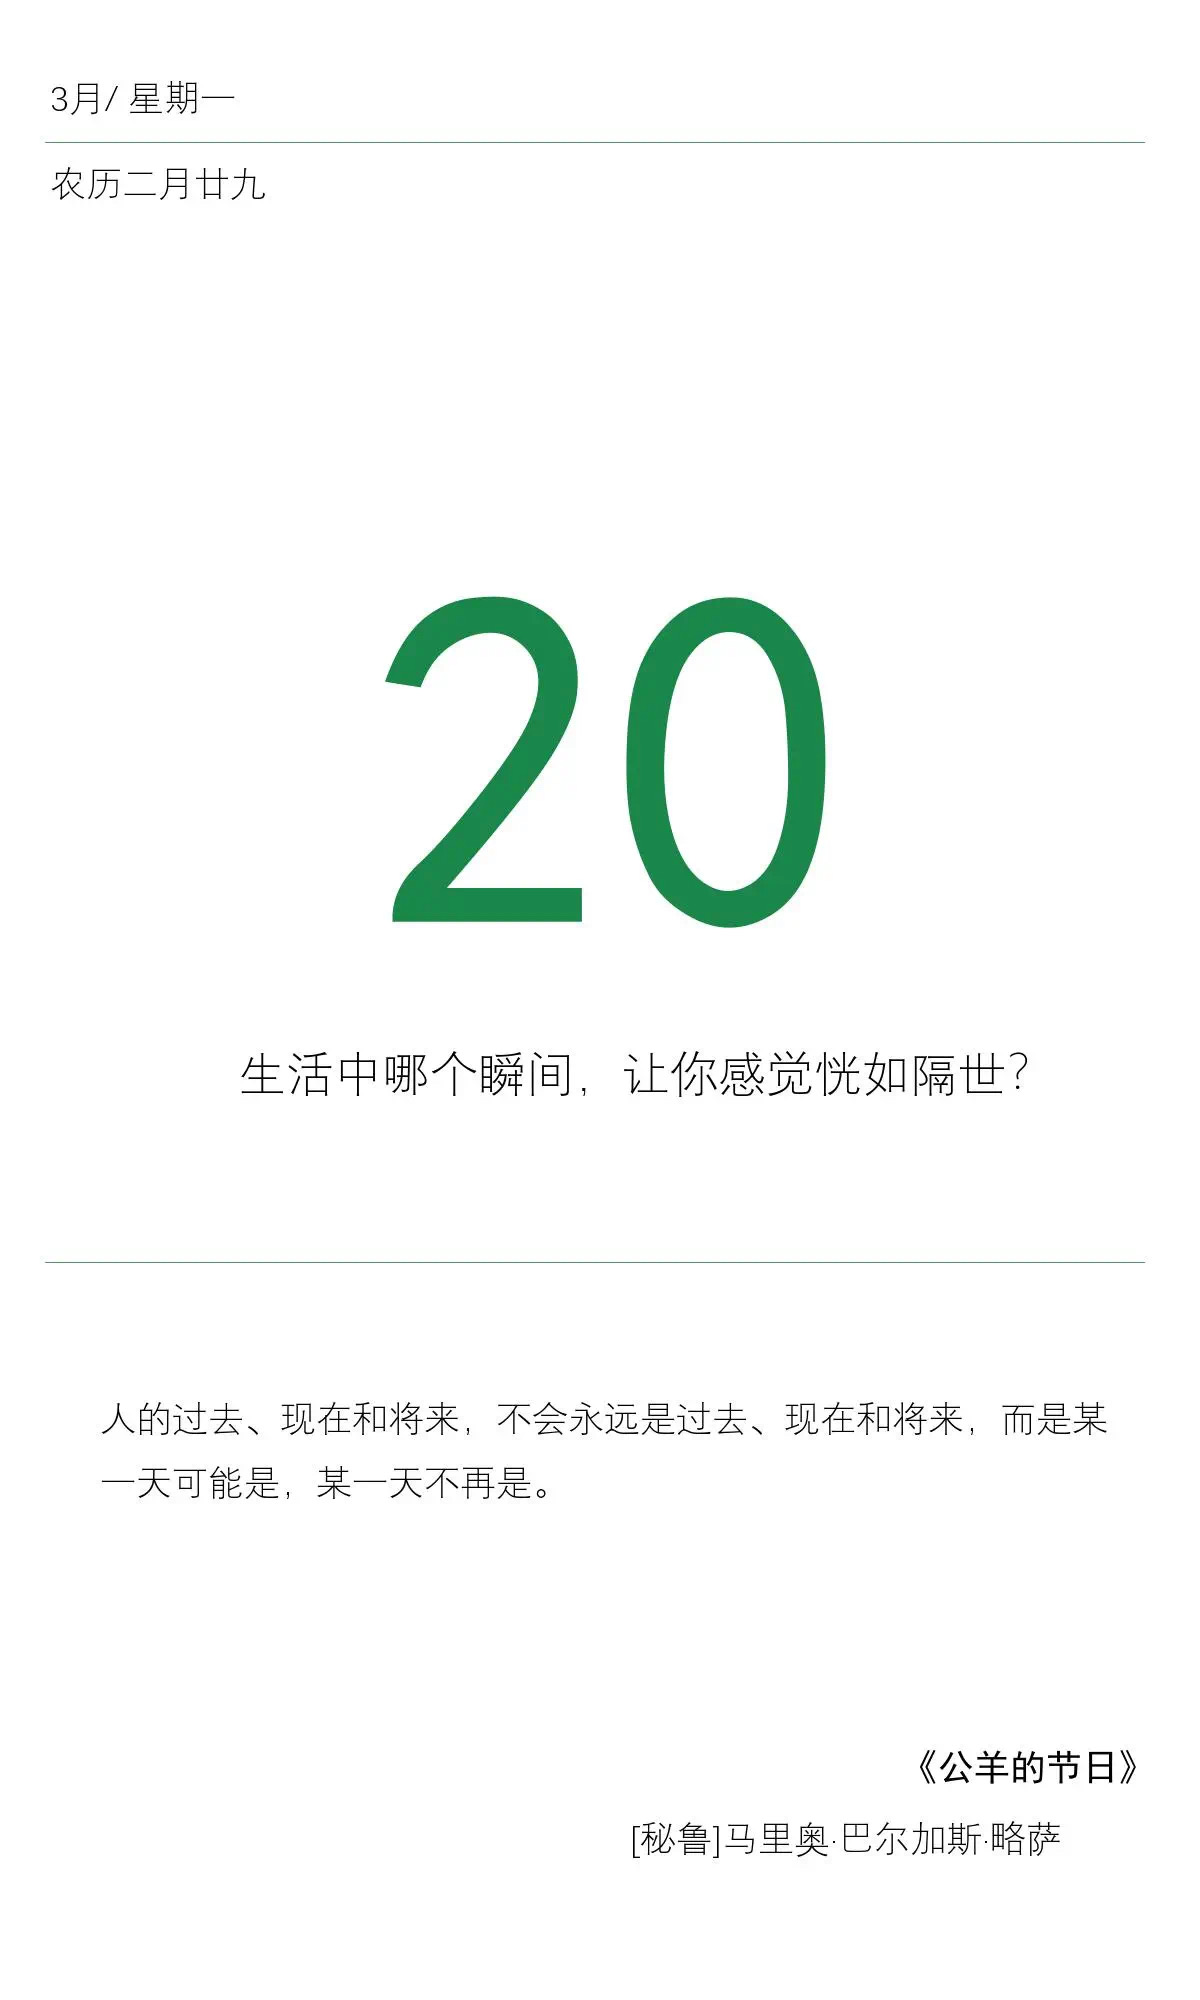 3月/ 星期一
农历二月廿九
20
生活中哪个瞬间，让你感觉恍如隔世？
人的过去、现在和将来，不会永远是过去、现在和将来，而是某
一天可能是，某一天不再是。
《公羊的节日》
[秘鲁]马里奥·巴尔加斯·略萨